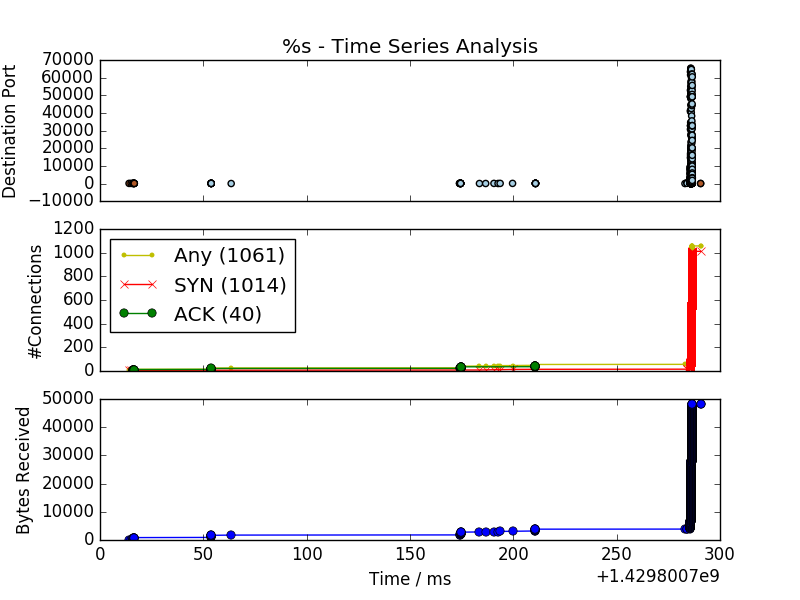 %s - Time Series Analysis
70000
60000
50000
40000
30000
20000
10000
0
−10000
Destination Port
1200
1000
800
600
400
200
0
#Connections
Any (1061)
SYN (1014)
ACK (40)
50000
40000
30000
20000
10000
0
Bytes Received
0 50 100 150 200 250 300
Time / ms
+1.4298007e9